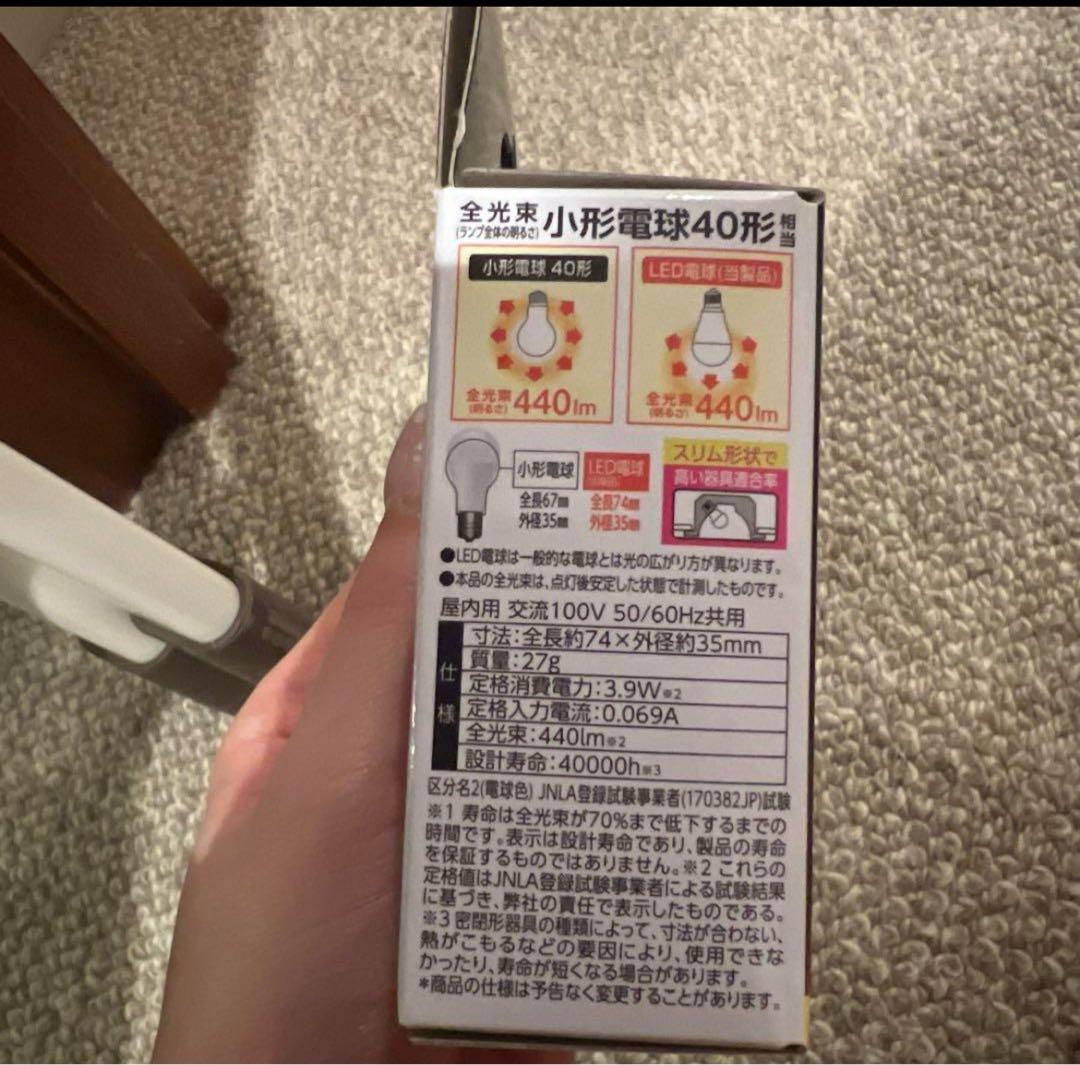 全光束
(ランプ全体の明るさ)
小形電球40形相当
小形電球 40形
LED電球(当製品)
全光束
(明るさ)
440lm
全光束
(明るさ)
440lm
小形電球
LED電球
全長67mm
外径35mm
全長74mm
外径35mm
スリム形状で
高い器具適合率
●LED電球は一般的な電球とは光の広がり方が異なります。
●本品の全光束は、点灯後安定した状態で計測したものです。
屋内用 交流100V 50/60Hz共用
仕様
寸法:全長約74×外径約35mm
質量:27g
定格消費電力:3.9W※2
定格入力電流:0.069A
全光束:440lm※2
設計寿命:40000h※3
区分名2(電球色) JNLA登録試験事業者(170382JP)試験
※1 寿命は全光束が70%まで低下するまでの
時間です。表示は設計寿命であり、製品の寿命
を保証するものではありません。※2 これらの
定格値はJNLA登録試験事業者による試験結果
に基づき、弊社の責任で表示したものである。
※3 密閉形器具の種類によって、寸法が合わない、
熱がこもるなどの要因により、使用できな
かったり、寿命が短くなる場合があります。
*商品の仕様は予告なく変更することがあります。